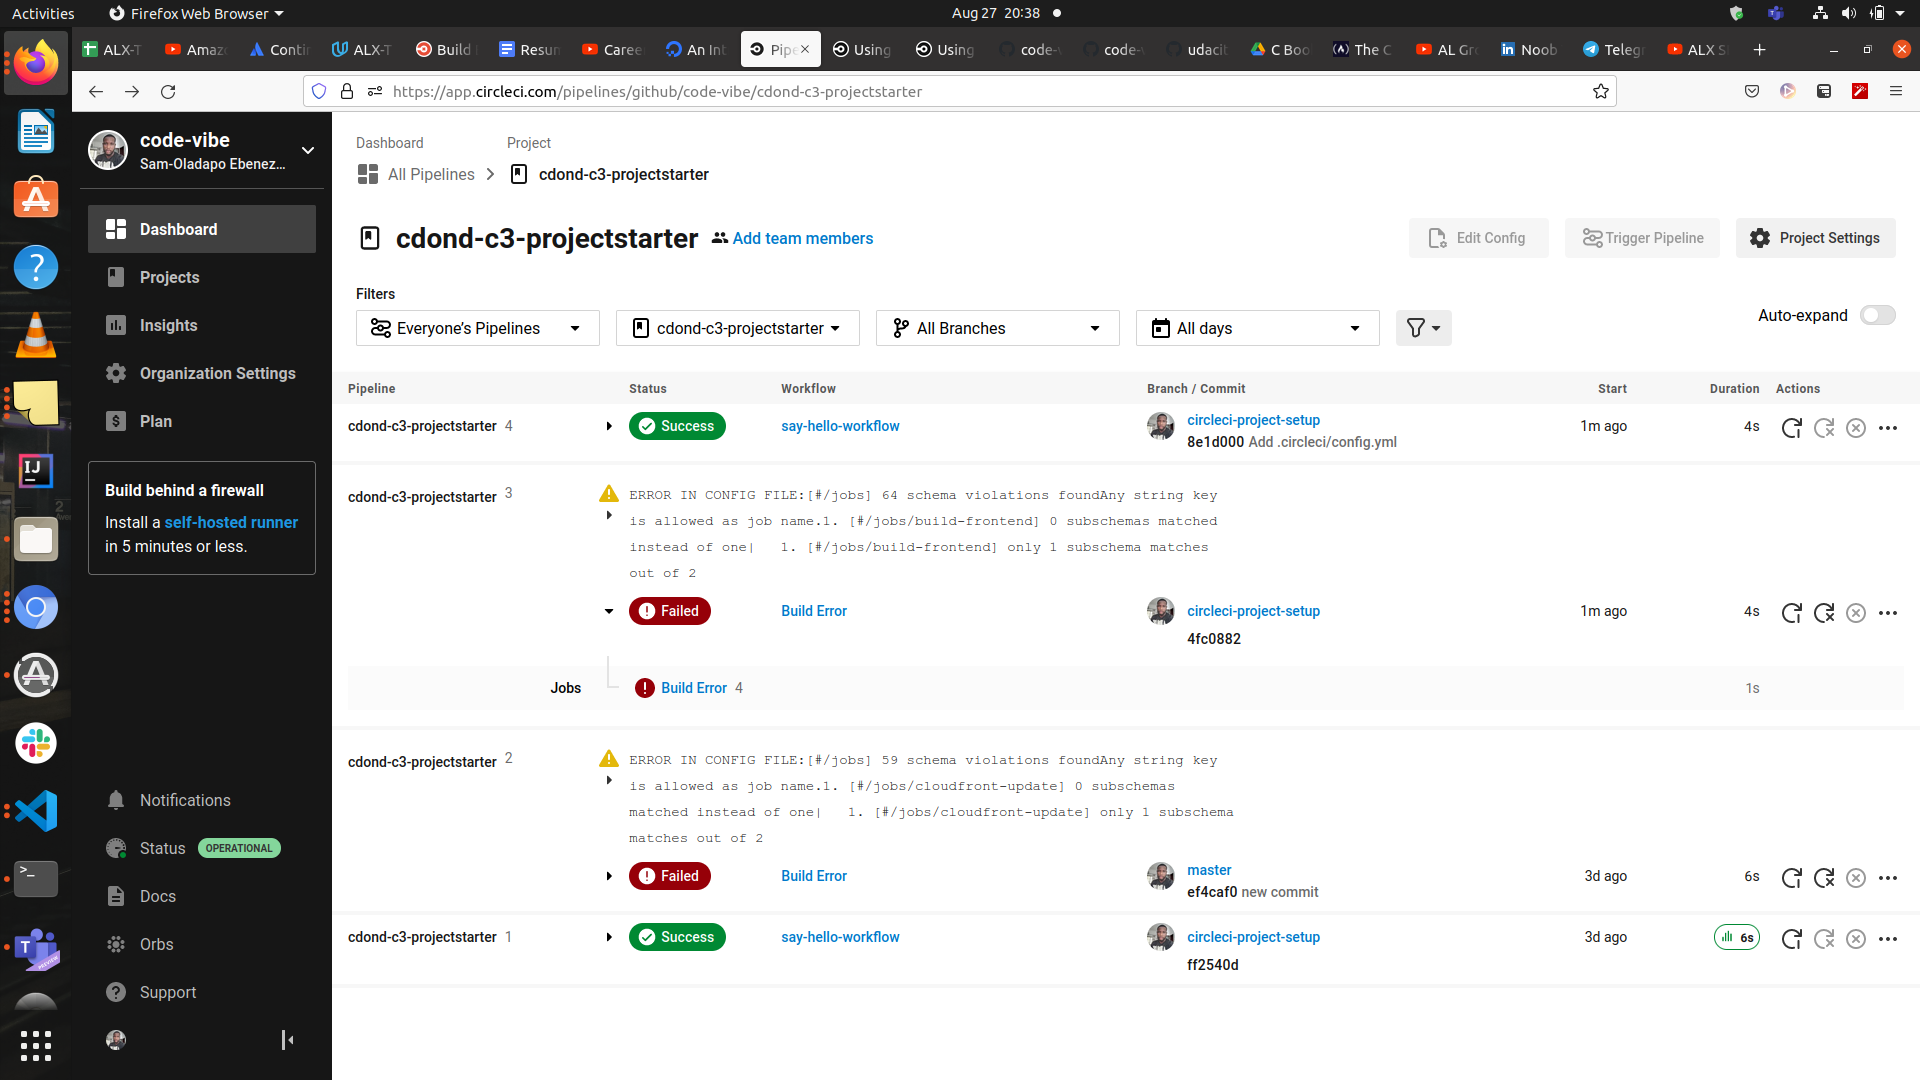 Activities
Firefox Web Browser
Aug 27 20:38
ALX-T
Amaz
Contin
ALX-T
Build
Resum
Caree
An Int
Pipe
Using
Using
code-v
code-v
udacit
C Boo
The C
AL Gro
Noob
Telegr
ALX S
https://app.circleci.com/pipelines/github/code-vibe/cdond-c3-projectstarter
code-vibe
Sam-Oladapo Ebenez...
Dashboard
Projects
Insights
Organization Settings
Plan
Build behind a firewall
Install a self-hosted runner
in 5 minutes or less.
Notifications
Status OPERATIONAL
Docs
Orbs
Support
Dashboard Project
All Pipelines cdond-c3-projectstarter
cdond-c3-projectstarter Add team members
Edit Config Trigger Pipeline Project Settings
Filters
Everyone's Pipelines cdond-c3-projectstarter All Branches All days
Auto-expand
Pipeline Status Workflow Branch / Commit Start Duration Actions
cdond-c3-projectstarter 4 Success say-hello-workflow circleci-project-setup 1m ago 4s
8e1d000 Add .circleci/config.yml
cdond-c3-projectstarter 3
ERROR IN CONFIG FILE:[#/jobs] 64 schema violations foundAny string key
is allowed as job name.1. [#/jobs/build-frontend] 0 subschemas matched
instead of one|   1. [#/jobs/build-frontend] only 1 subschema matches
out of 2
Failed Build Error circleci-project-setup 1m ago 4s
4fc0882
Jobs Build Error 4 1s
cdond-c3-projectstarter 2
ERROR IN CONFIG FILE:[#/jobs] 59 schema violations foundAny string key
is allowed as job name.1. [#/jobs/cloudfront-update] 0 subschemas
matched instead of one|   1. [#/jobs/cloudfront-update] only 1 subschema
matches out of 2
Failed Build Error master 3d ago 6s
ef4caf0 new commit
cdond-c3-projectstarter 1 Success say-hello-workflow circleci-project-setup 3d ago 6s
ff2540d